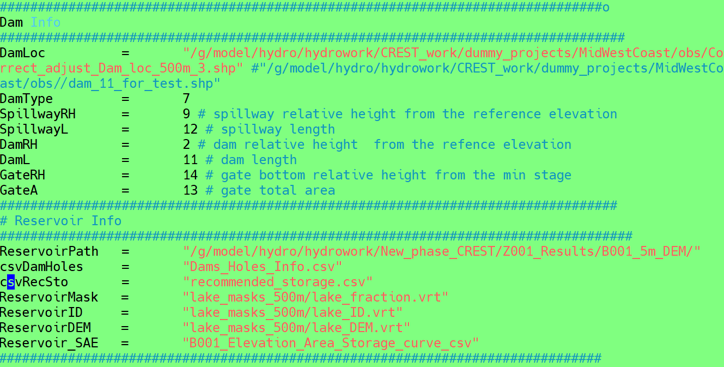 ###############################################################################o
Dam Info
##################################################################################
DamLoc          =       "/g/model/hydro/hydrowork/CREST_work/dummy_projects/MidWestCoast/obs/Co
rrect_adjust_Dam_loc_500m_3.shp" #"/g/model/hydro/hydrowork/CREST_work/dummy_projects/MidWestCo
ast/obs//dam_11_for_test.shp"
DamType         =       7
SpillwayRH      =       9 # spillway relative height from the reference elevation
SpillwayL       =       12 # spillway length
DamRH           =       2 # dam relative height  from the refence elevation
DamL            =       11 # dam length
GateRH          =       14 # gate bottom relative height from the min stage
GateA           =       13 # gate total area
#################################################################################
# Reservoir Info
###################################################################################
ReservoirPath   =       "/g/model/hydro/hydrowork/New_phase_CREST/Z001_Results/B001_5m_DEM/"
csvDamHoles     =       "Dams_Holes_Info.csv"
csvRecSto       =       "recommended_storage.csv"
ReservoirMask   =       "lake_masks_500m/lake_fraction.vrt"
ReservoirID     =       "lake_masks_500m/lake_ID.vrt"
ReservoirDEM    =       "lake_masks_500m/lake_DEM.vrt"
Reservoir_SAE   =       "B001_Elevation_Area_Storage_curve_csv"
###############################################################################